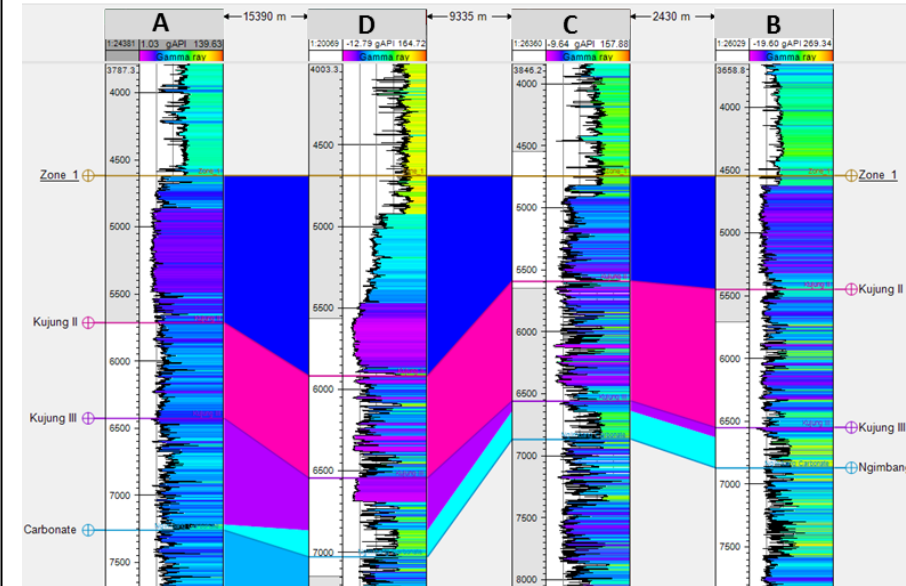 A
15390 m
D
9335 m
C
2430 m
B
1:24381 1.03 gAPI 139.63
Gamma ray
1:20069 -12.79 gAPI 164.72
Gamma ray
1:26360 -9.64 gAPI 157.88
Gamma ray
1:26029 -19.60 gAPI 269.34
Gamma ray
3787.3
4000
4500
5000
5500
6000
6500
7000
7500
4003.3
4500
5000
5500
6000
6500
7000
3846.2
4000
4500
5000
5500
6000
6500
7000
7500
8000
3658.8
4000
4500
5000
5500
6000
6500
7000
7500
Zone_1
Kujung II
Kujung III
Carbonate
Zone_1
Kujung II
Kujung III
Ngimbang